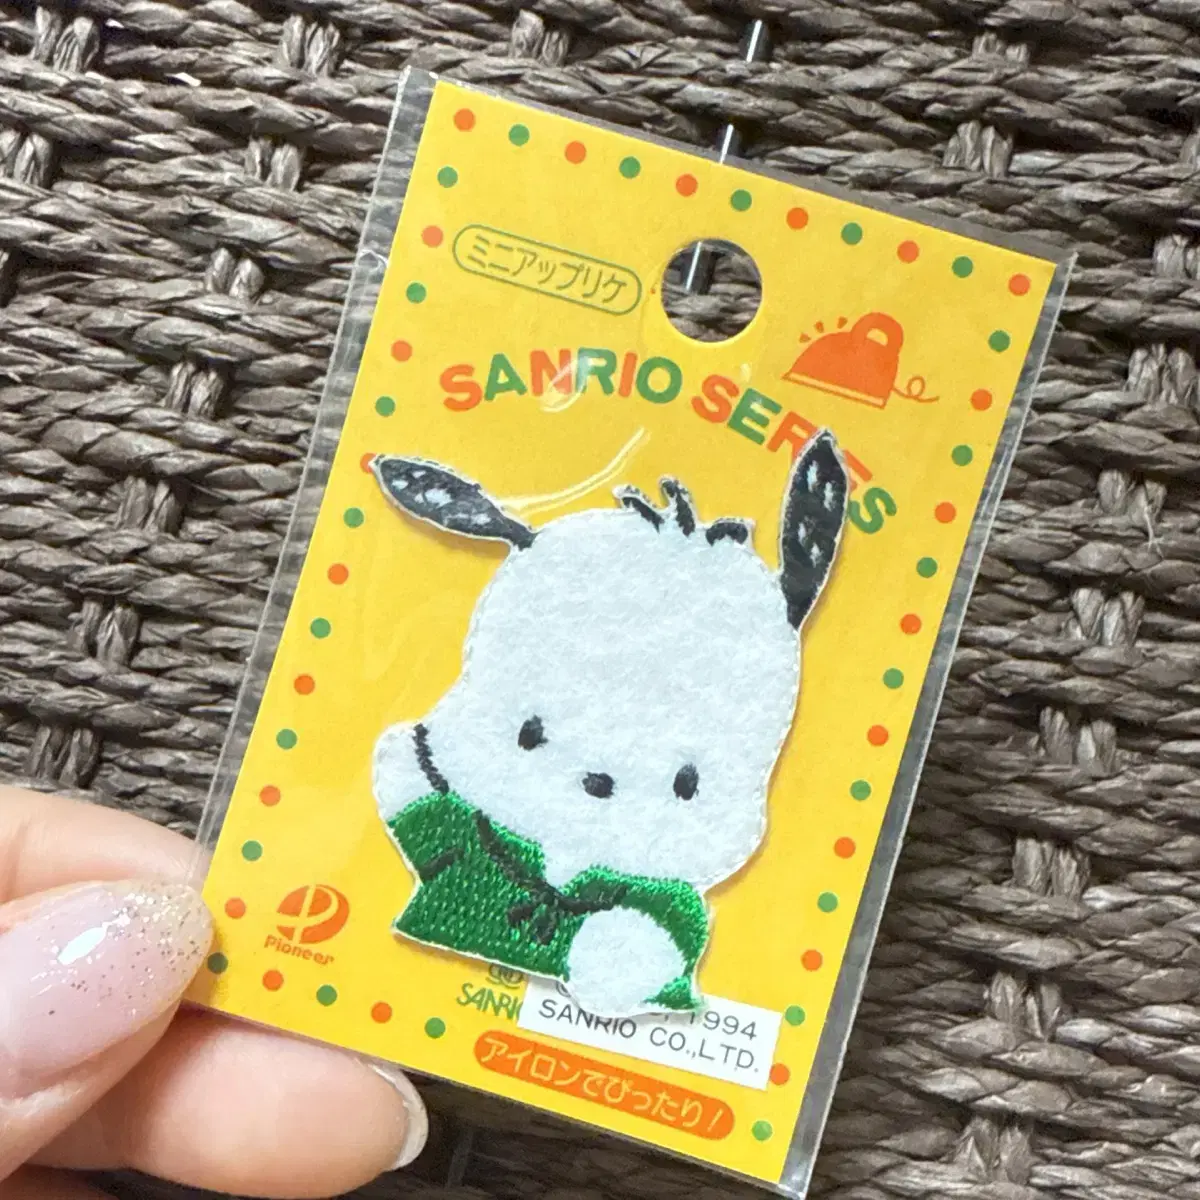 ミニアップリケ
SANRIO SERIES
Pioneer
SANRIO
1994
SANRIO CO.,LTD.
アイロンでぴったり!